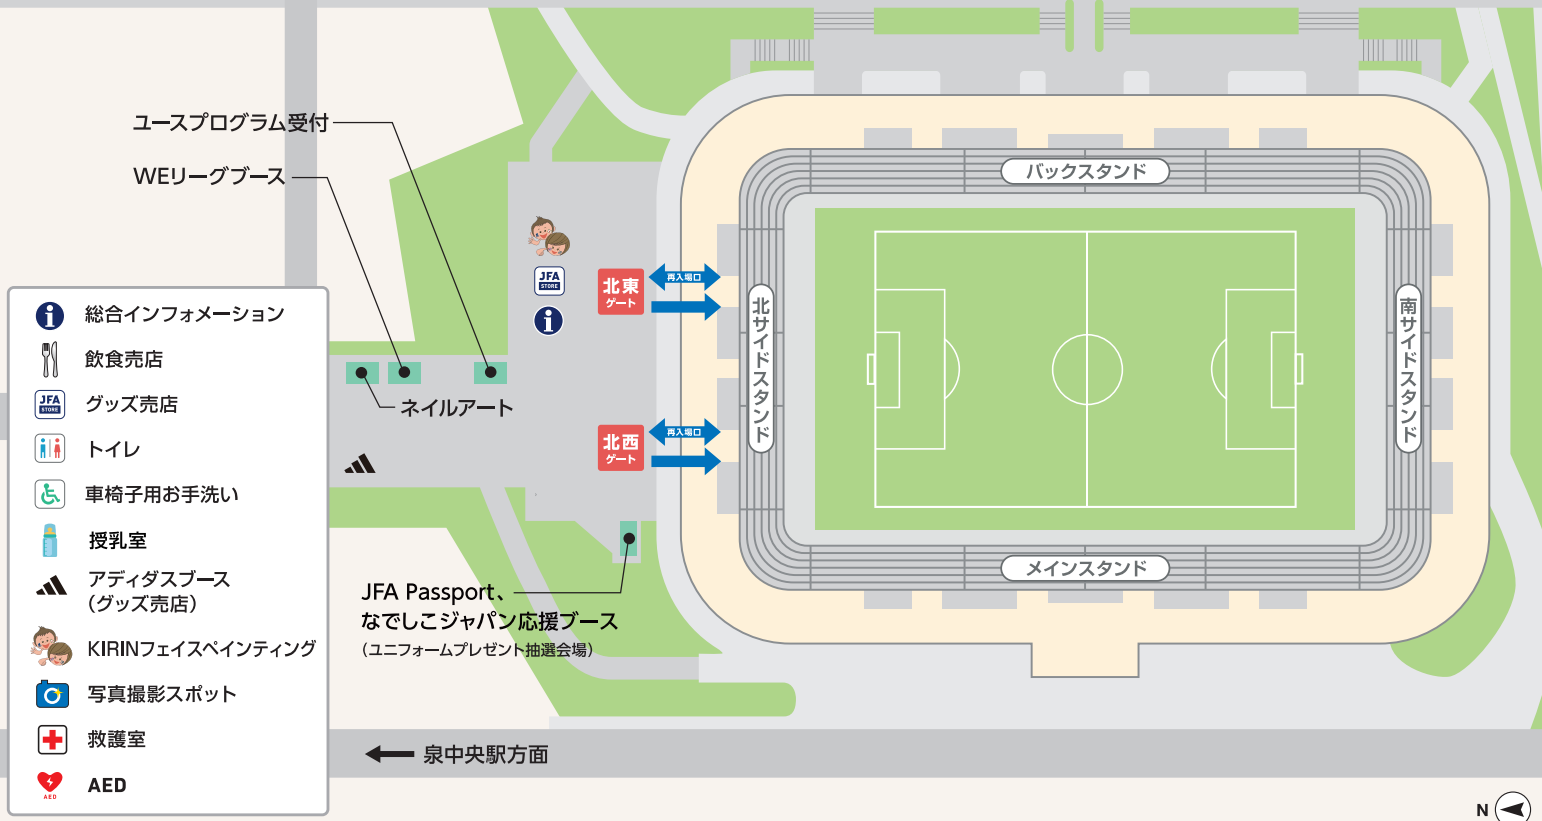 ユースプログラム受付
WEリーグブース
バックスタンド
JFA
STORE
北東
ゲート
再入場口
北サイドスタンド
南サイドスタンド
ネイルアート
北西
ゲート
再入場口
メインスタンド
JFA Passport、
なでしこジャパン応援ブース
（ユニフォームプレゼント抽選会場）
泉中央駅方面
総合インフォメーション
飲食売店
JFA
STORE
グッズ売店
トイレ
車椅子用お手洗い
授乳室
アディダスブース
（グッズ売店）
KIRINフェイスペインティング
写真撮影スポット
救護室
AED
AED
N